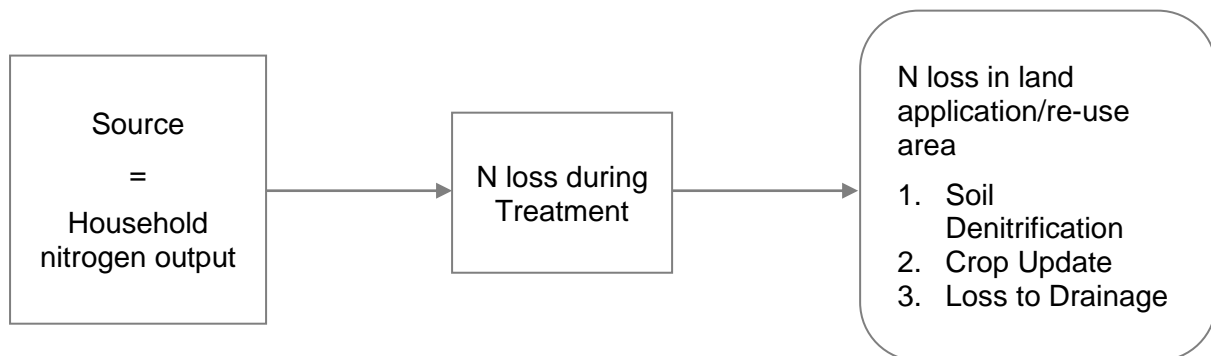 Source
=
Household
nitrogen output
N loss during
Treatment
N loss in land
application/re-use
area
1. Soil
Denitrification
2. Crop Update
3. Loss to Drainage